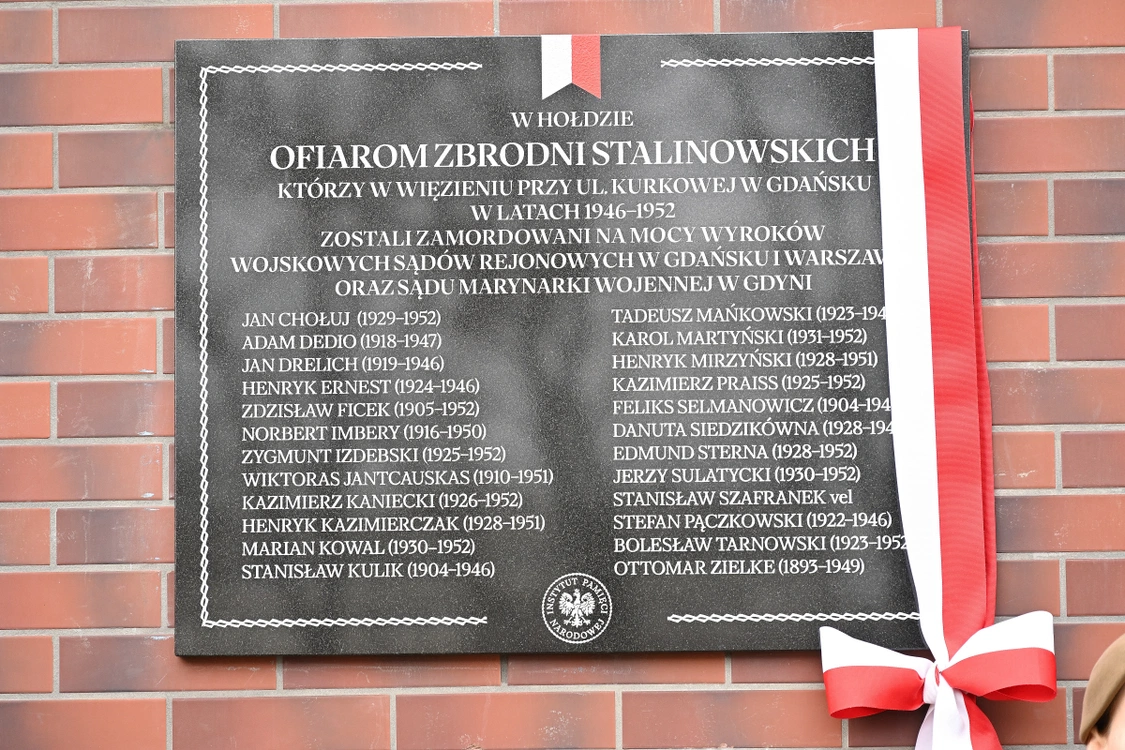 W HOŁDZIE
OFIAROM ZBRODNI STALINOWSKICH
KTÓRZY W WIĘZIENIU PRZY UL. KURKOWEJ W GDAŃSKU
W LATACH 1946–1952
ZOSTALI ZAMORDOWANI NA MOCY WYROKÓW
WOJSKOWYCH SĄDÓW REJONOWYCH W GDAŃSKU I WARSZAW
ORAZ SĄDU MARYNARKI WOJENNEJ W GDYNI
JAN CHOŁUJ (1929–1952)
ADAM DEDIO (1918–1947)
JAN DRELICH (1919–1946)
HENRYK ERNEST (1924–1946)
ZDZISŁAW FICEK (1905–1952)
NORBERT IMBERY (1916–1950)
ZYGMUNT IZDEBSKI (1925–1952)
WIKTORAS JANTCAUSKAS (1910–1951)
KAZIMIERZ KANIECKI (1926–1952)
HENRYK KAZIMIERCZAK (1928–1951)
MARIAN KOWAL (1930–1952)
STANISŁAW KULIK (1904–1946)
TADEUSZ MAŃKOWSKI (1923–194
KAROL MARTYŃSKI (1931–1952)
HENRYK MIRZYŃSKI (1928–1951)
KAZIMIERZ PRAISS (1925–1952)
FELIKS SELMANOWICZ (1904–194
DANUTA SIEDZIKÓWNA (1928–194
EDMUND STERNA (1928–1952)
JERZY SULATYCKI (1930–1952)
STANISŁAW SZAFRANEK vel
STEFAN PĄCZKOWSKI (1922–1946)
BOLESŁAW TARNOWSKI (1923–1952
OTTOMAR ZIELKE (1893–1949)
INSTYTUT PAMIĘCI
NARODOWEJ